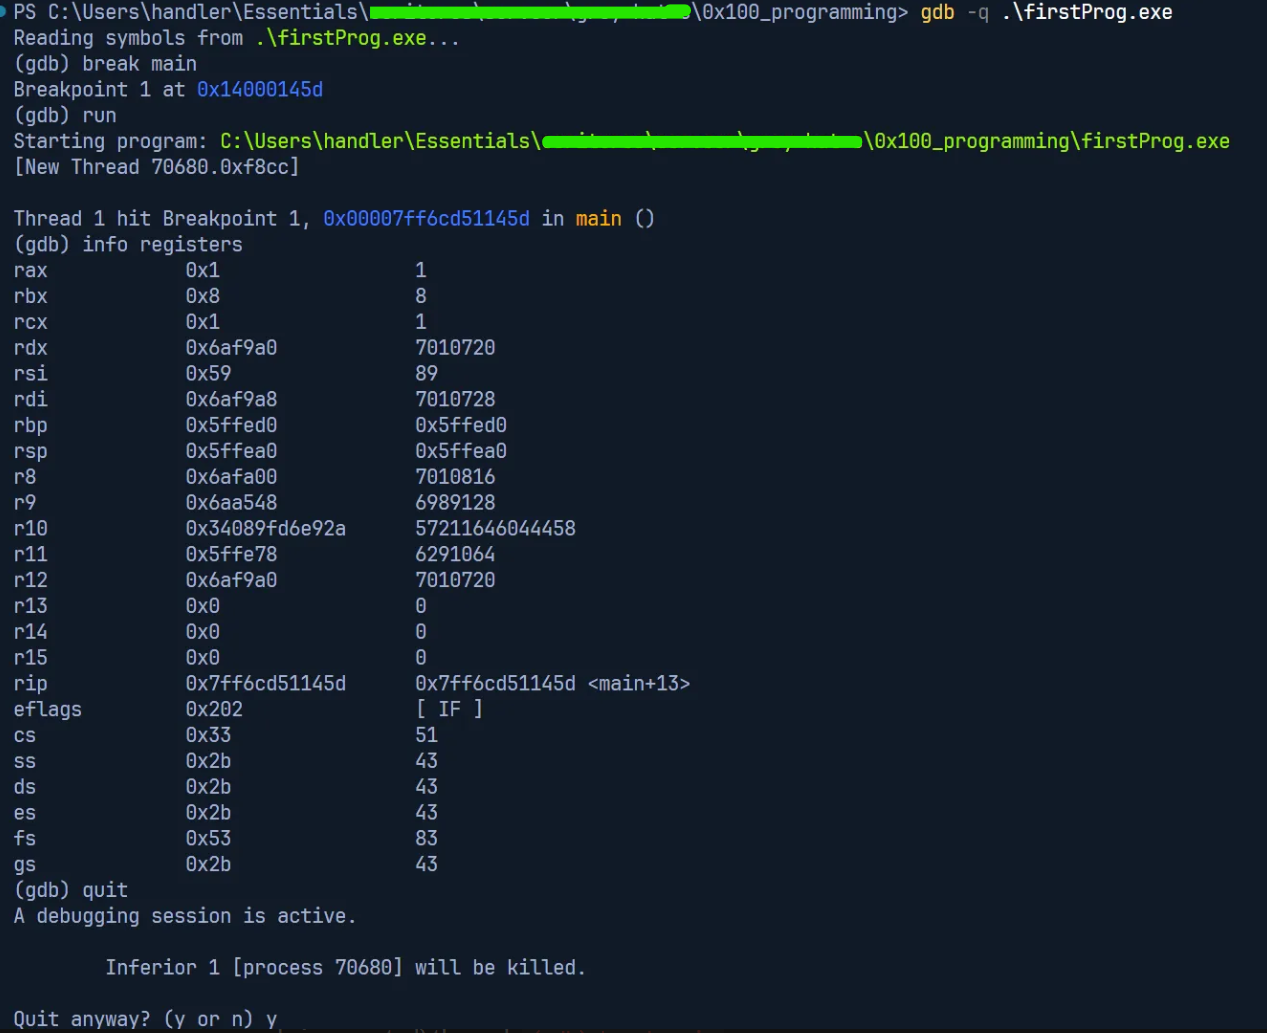 PS C:\Users\handler\Essentials\ \0x100_programming> gdb -q .\firstProg.exe
Reading symbols from .\firstProg.exe...
(gdb) break main
Breakpoint 1 at 0x14000145d
(gdb) run
Starting program: C:\Users\handler\Essentials\ \0x100_programming\firstProg.exe
[New Thread 70680.0xf8cc]
Thread 1 hit Breakpoint 1, 0x00007ff6cd51145d in main ()
(gdb) info registers
rax 0x1 1
rbx 0x8 8
rcx 0x1 1
rdx 0x6af9a0 7010720
rsi 0x59 89
rdi 0x6af9a8 7010728
rbp 0x5ffed0 0x5ffed0
rsp 0x5ffea0 0x5ffea0
r8 0x6afa00 7010816
r9 0x6aa548 6989128
r10 0x34089fd6e92a 57211646044458
r11 0x5ffe78 6291064
r12 0x6af9a0 7010720
r13 0x0 0
r14 0x0 0
r15 0x0 0
rip 0x7ff6cd51145d 0x7ff6cd51145d <main+13>
eflags 0x202 [ IF ]
cs 0x33 51
ss 0x2b 43
ds 0x2b 43
es 0x2b 43
fs 0x53 83
gs 0x2b 43
(gdb) quit
A debugging session is active.
Inferior 1 [process 70680] will be killed.
Quit anyway? (y or n) y